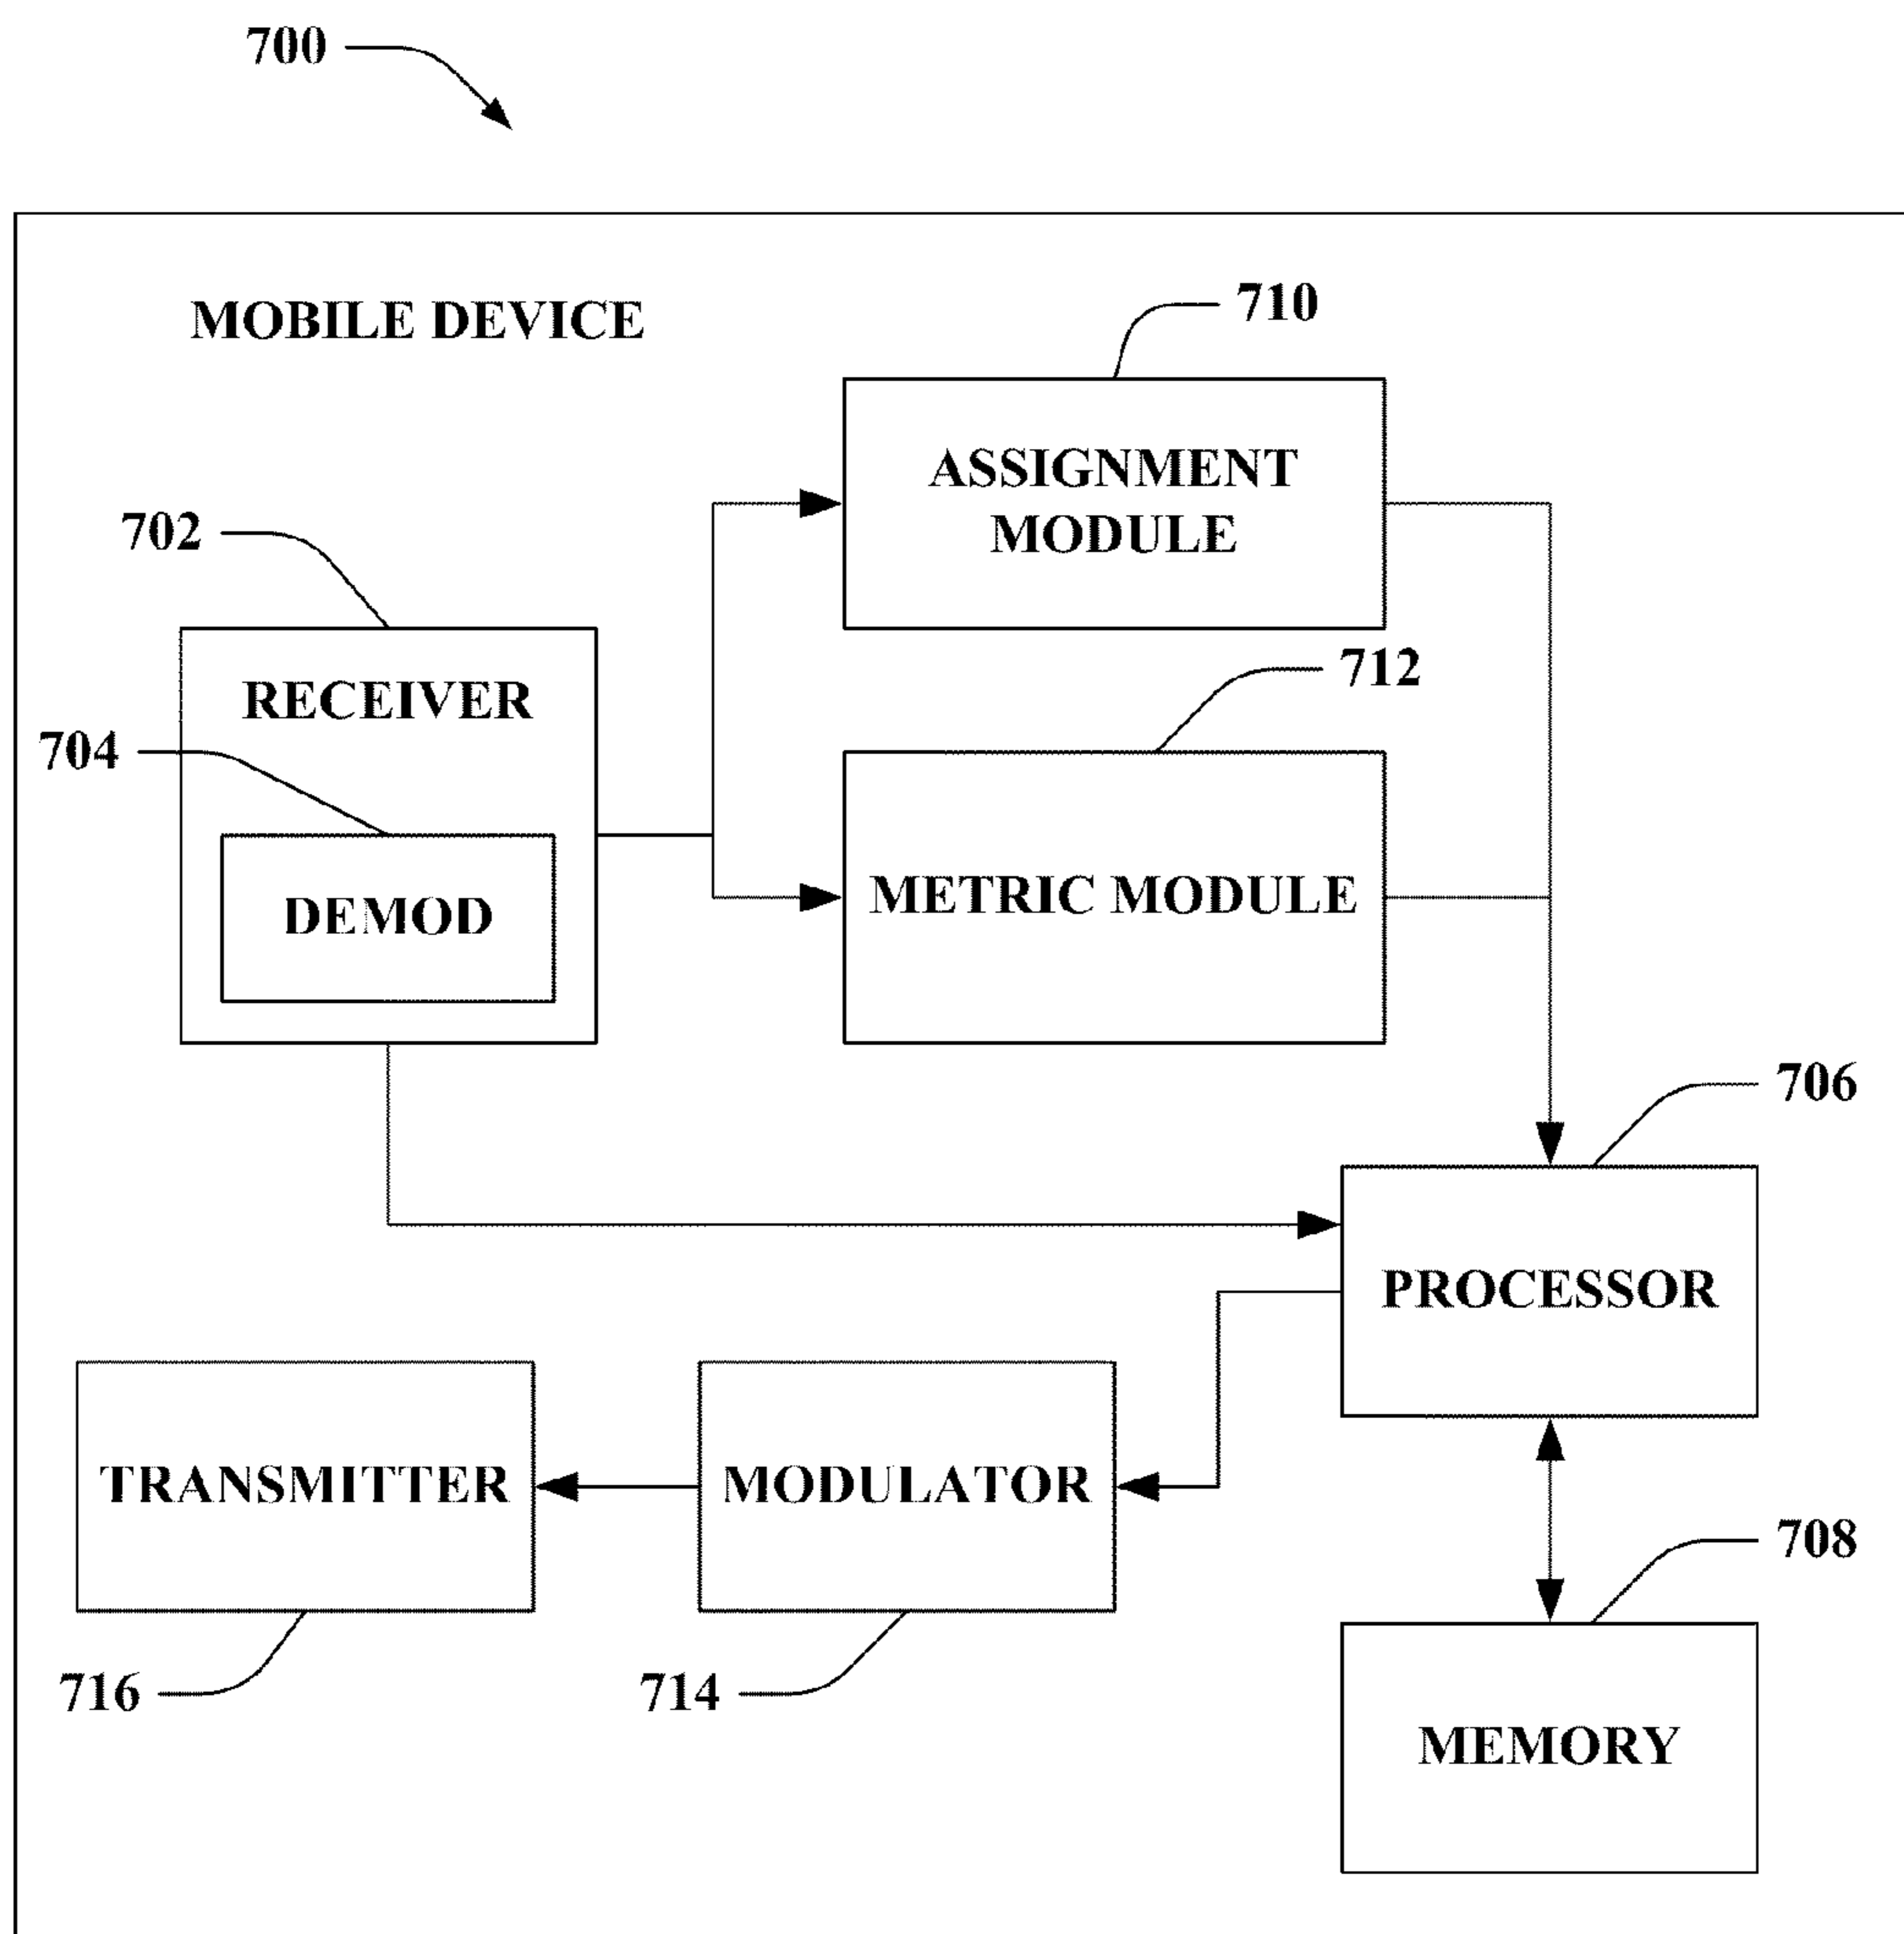 700
MOBILE DEVICE
710
ASSIGNMENT
MODULE
702
RECEIVER
712
704
DEMOD
METRIC MODULE
706
PROCESSOR
TRANSMITTER
MODULATOR
708
716
714
MEMORY